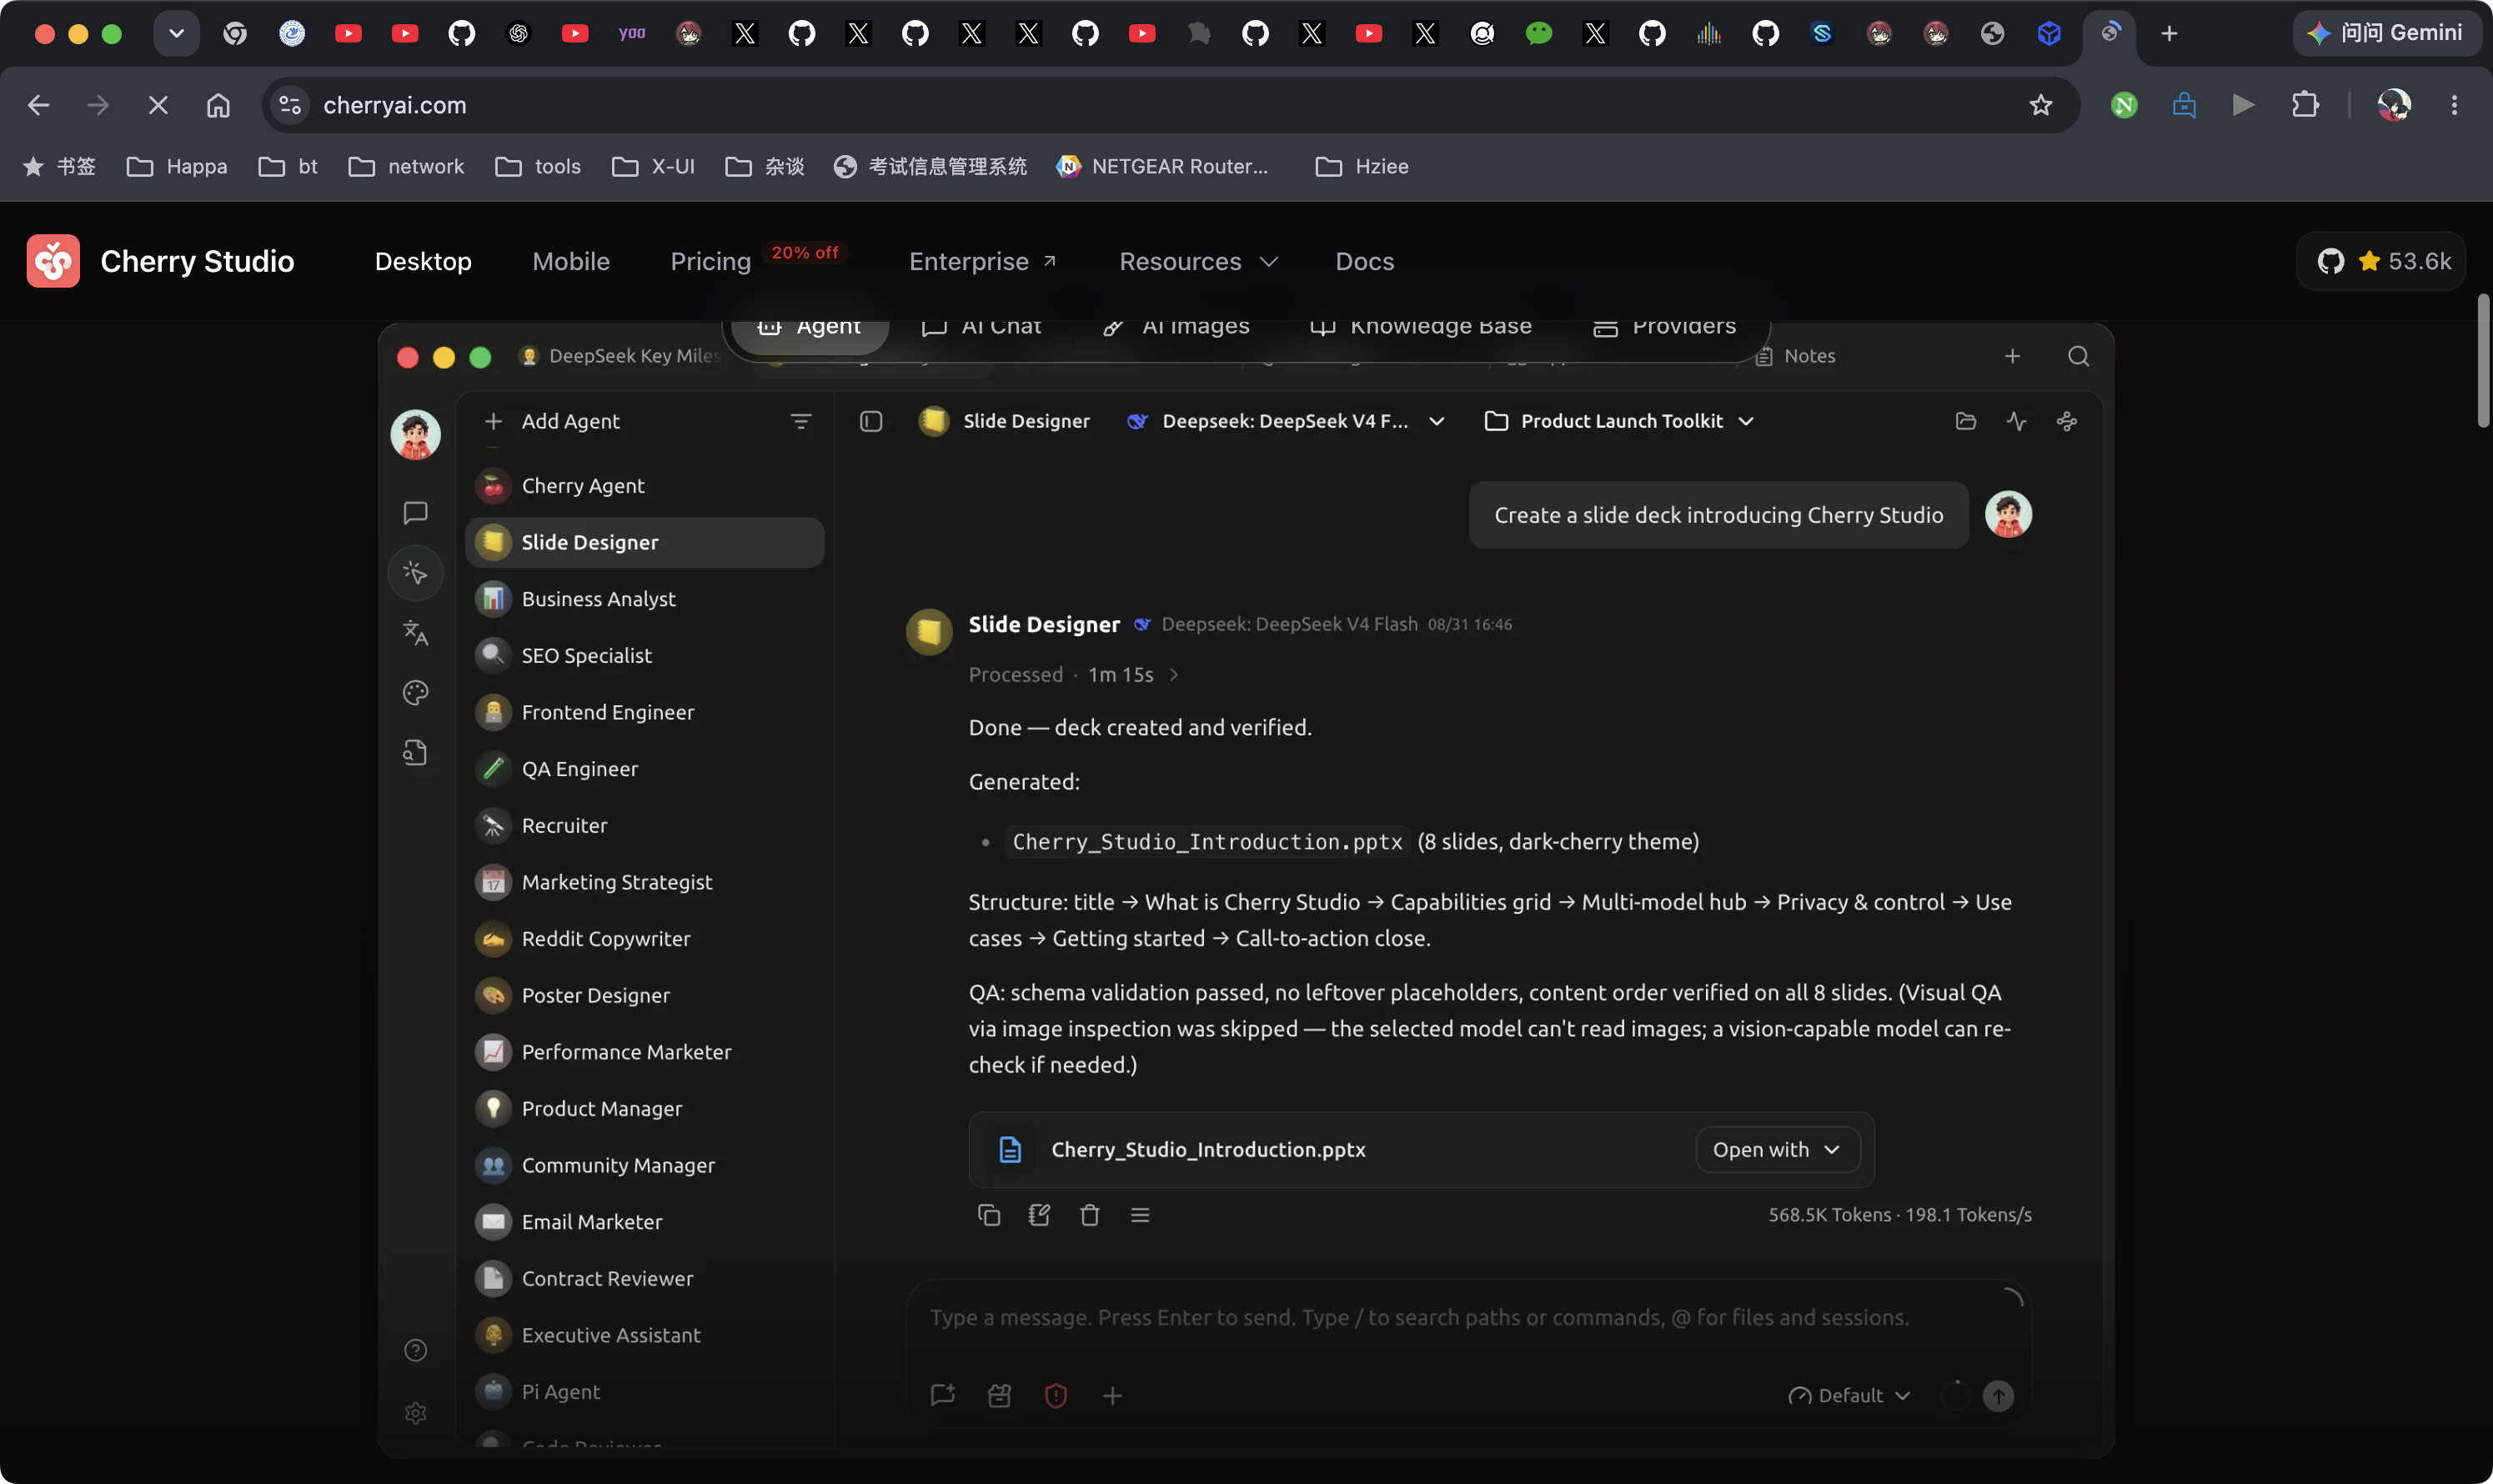 yoo
问问 Gemini
cherryai.com
书签
Happa
bt
network
tools
X-UI
杂谈
考试信息管理系统
NETGEAR Router...
Hziee
Cherry Studio
Desktop
Mobile
Pricing
20% off
Enterprise
Resources
Docs
53.6k
Agent
AI Chat
AI Images
Knowledge Base
Providers
DeepSeek Key Miles
Notes
Add Agent
Cherry Agent
Slide Designer
Business Analyst
SEO Specialist
Frontend Engineer
QA Engineer
Recruiter
17
Marketing Strategist
Reddit Copywriter
Poster Designer
Performance Marketer
Product Manager
Community Manager
Email Marketer
Contract Reviewer
Executive Assistant
Pi Agent
Slide Designer
Deepseek: DeepSeek V4 F...
Product Launch Toolkit
Create a slide deck introducing Cherry Studio
Slide Designer Deepseek: DeepSeek V4 Flash 08/31 16:46
Processed · 1m 15s >
Done — deck created and verified.
Generated:
• Cherry_Studio_Introduction.pptx (8 slides, dark-cherry theme)
Structure: title → What is Cherry Studio → Capabilities grid → Multi-model hub → Privacy & control → Use
cases → Getting started → Call-to-action close.
QA: schema validation passed, no leftover placeholders, content order verified on all 8 slides. (Visual QA
via image inspection was skipped — the selected model can't read images; a vision-capable model can re-
check if needed.)
Cherry_Studio_Introduction.pptx
Open with
568.5K Tokens · 198.1 Tokens/s
Type a message. Press Enter to send. Type / to search paths or commands, @ for files and sessions.
Default